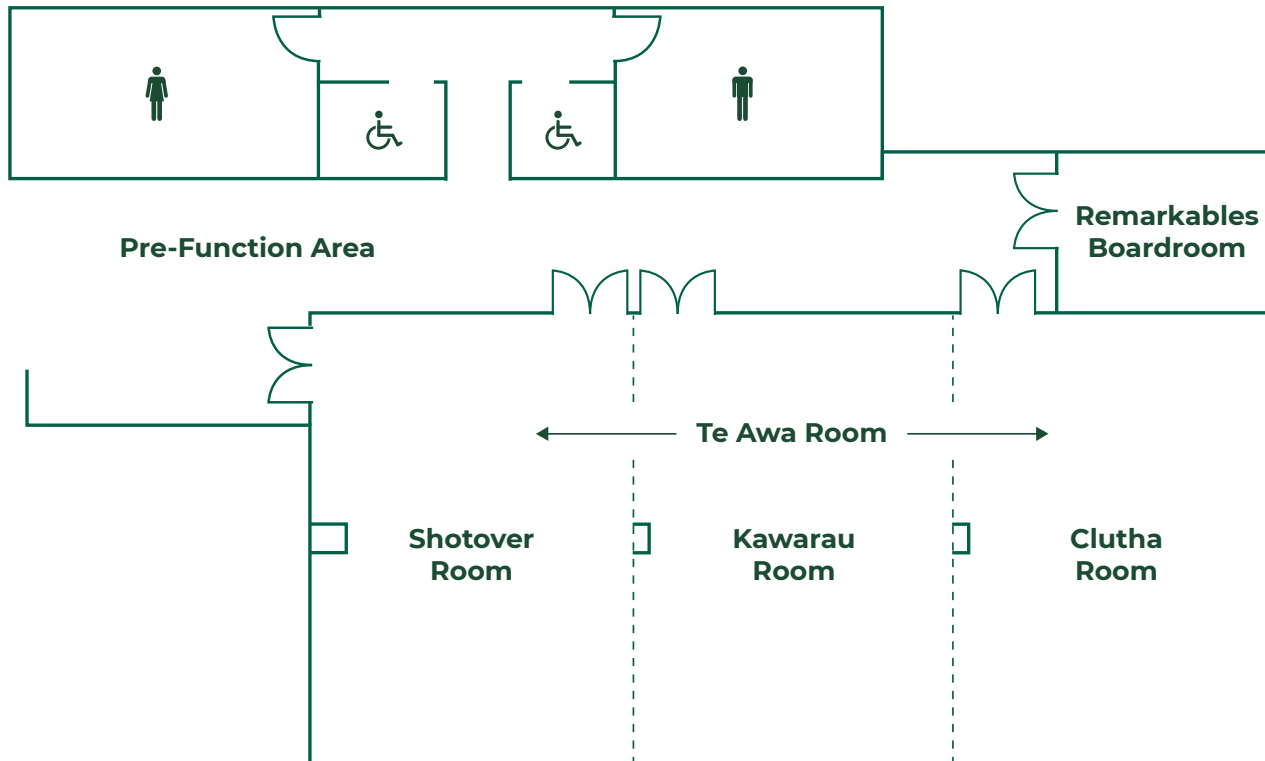 Pre-Function Area
Remarkables
Boardroom
Te Awa Room
Shotover
Room
Kawarau
Room
Clutha
Room